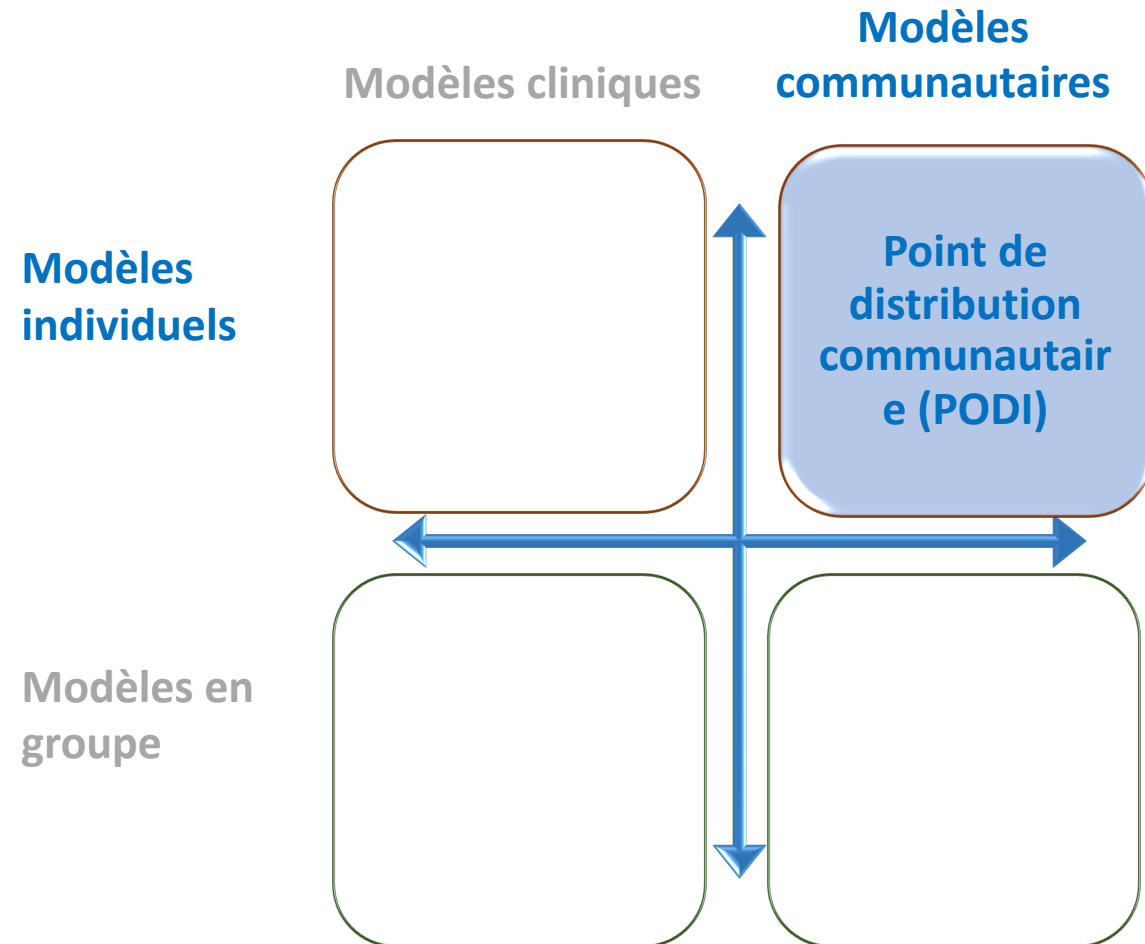 Modèles
communautaires
Modèles cliniques
Modèles
individuels
Point de
distribution
communautair
e (PODI)
Modèles en
groupe